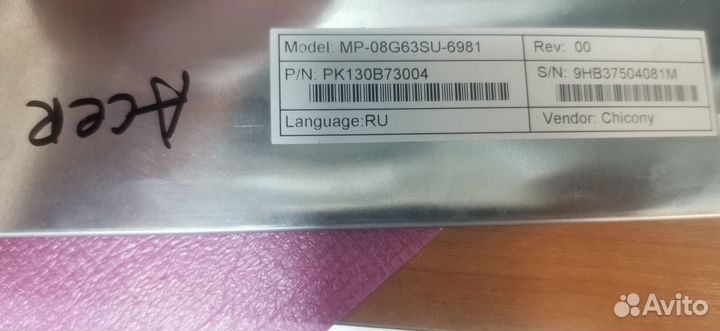 Model: MP-08G63SU-6981
Rev: 00
P/N: PK130B73004
S/N: 9HB37504081M
Language:RU
Vendor: Chicony
ACER
Avito